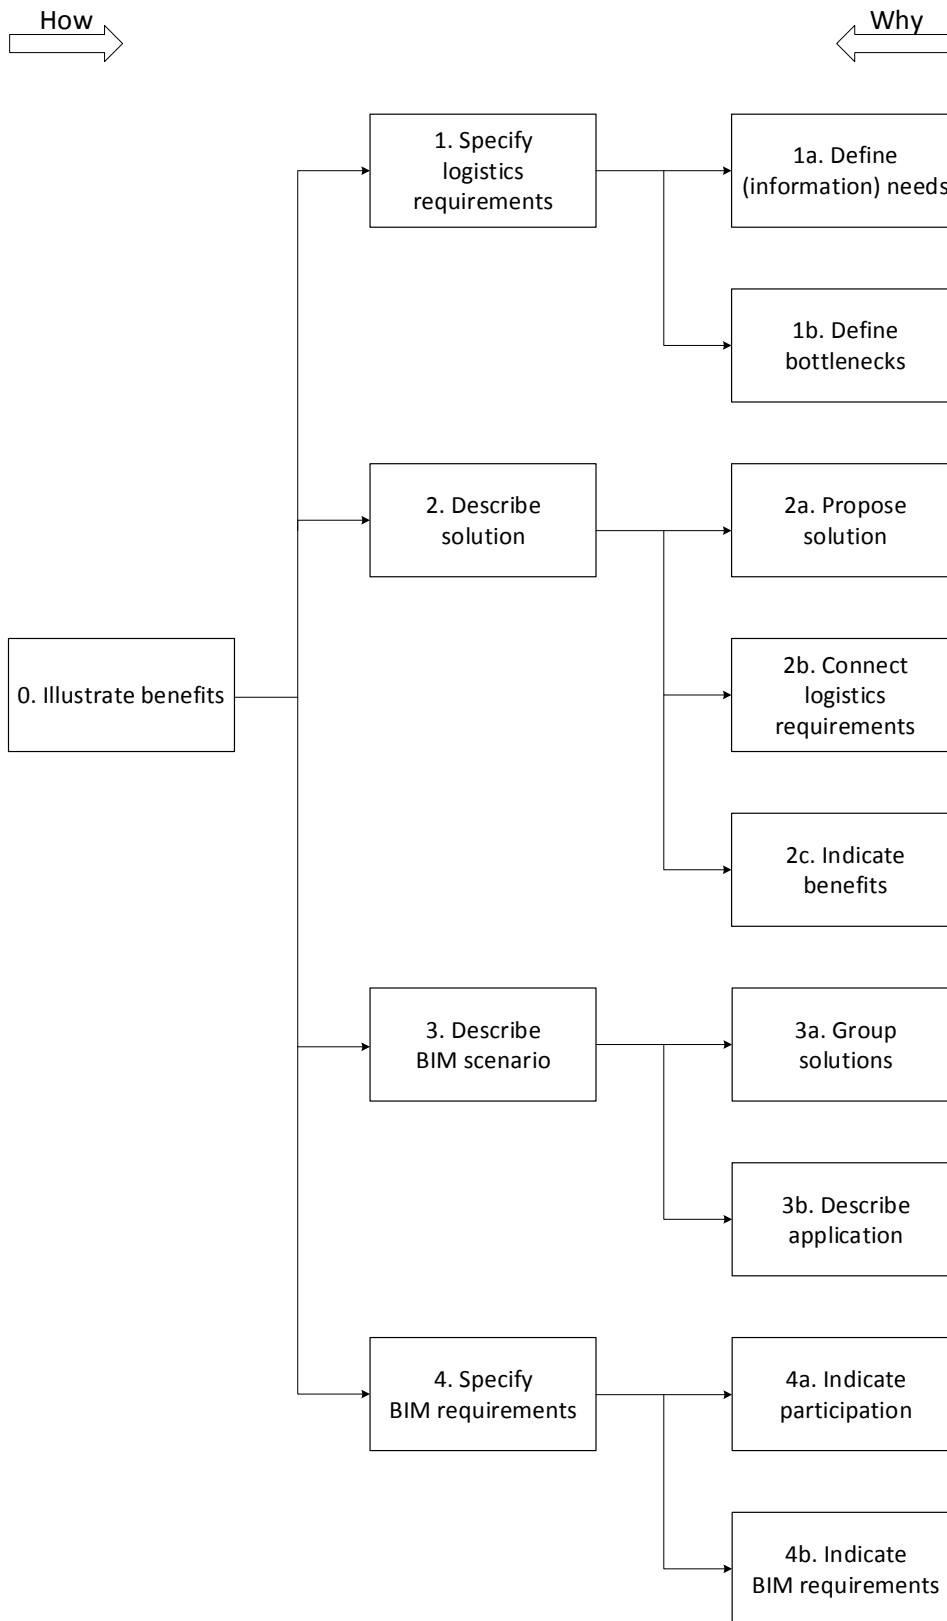 How
Why
1. Specify
logistics
requirements
1a. Define
(information) needs
1b. Define
bottlenecks
2. Describe
solution
2a. Propose
solution
0. Illustrate benefits
2b. Connect
logistics
requirements
2c. Indicate
benefits
3. Describe
BIM scenario
3a. Group
solutions
3b. Describe
application
4. Specify
BIM requirements
4a. Indicate
participation
4b. Indicate
BIM requirements